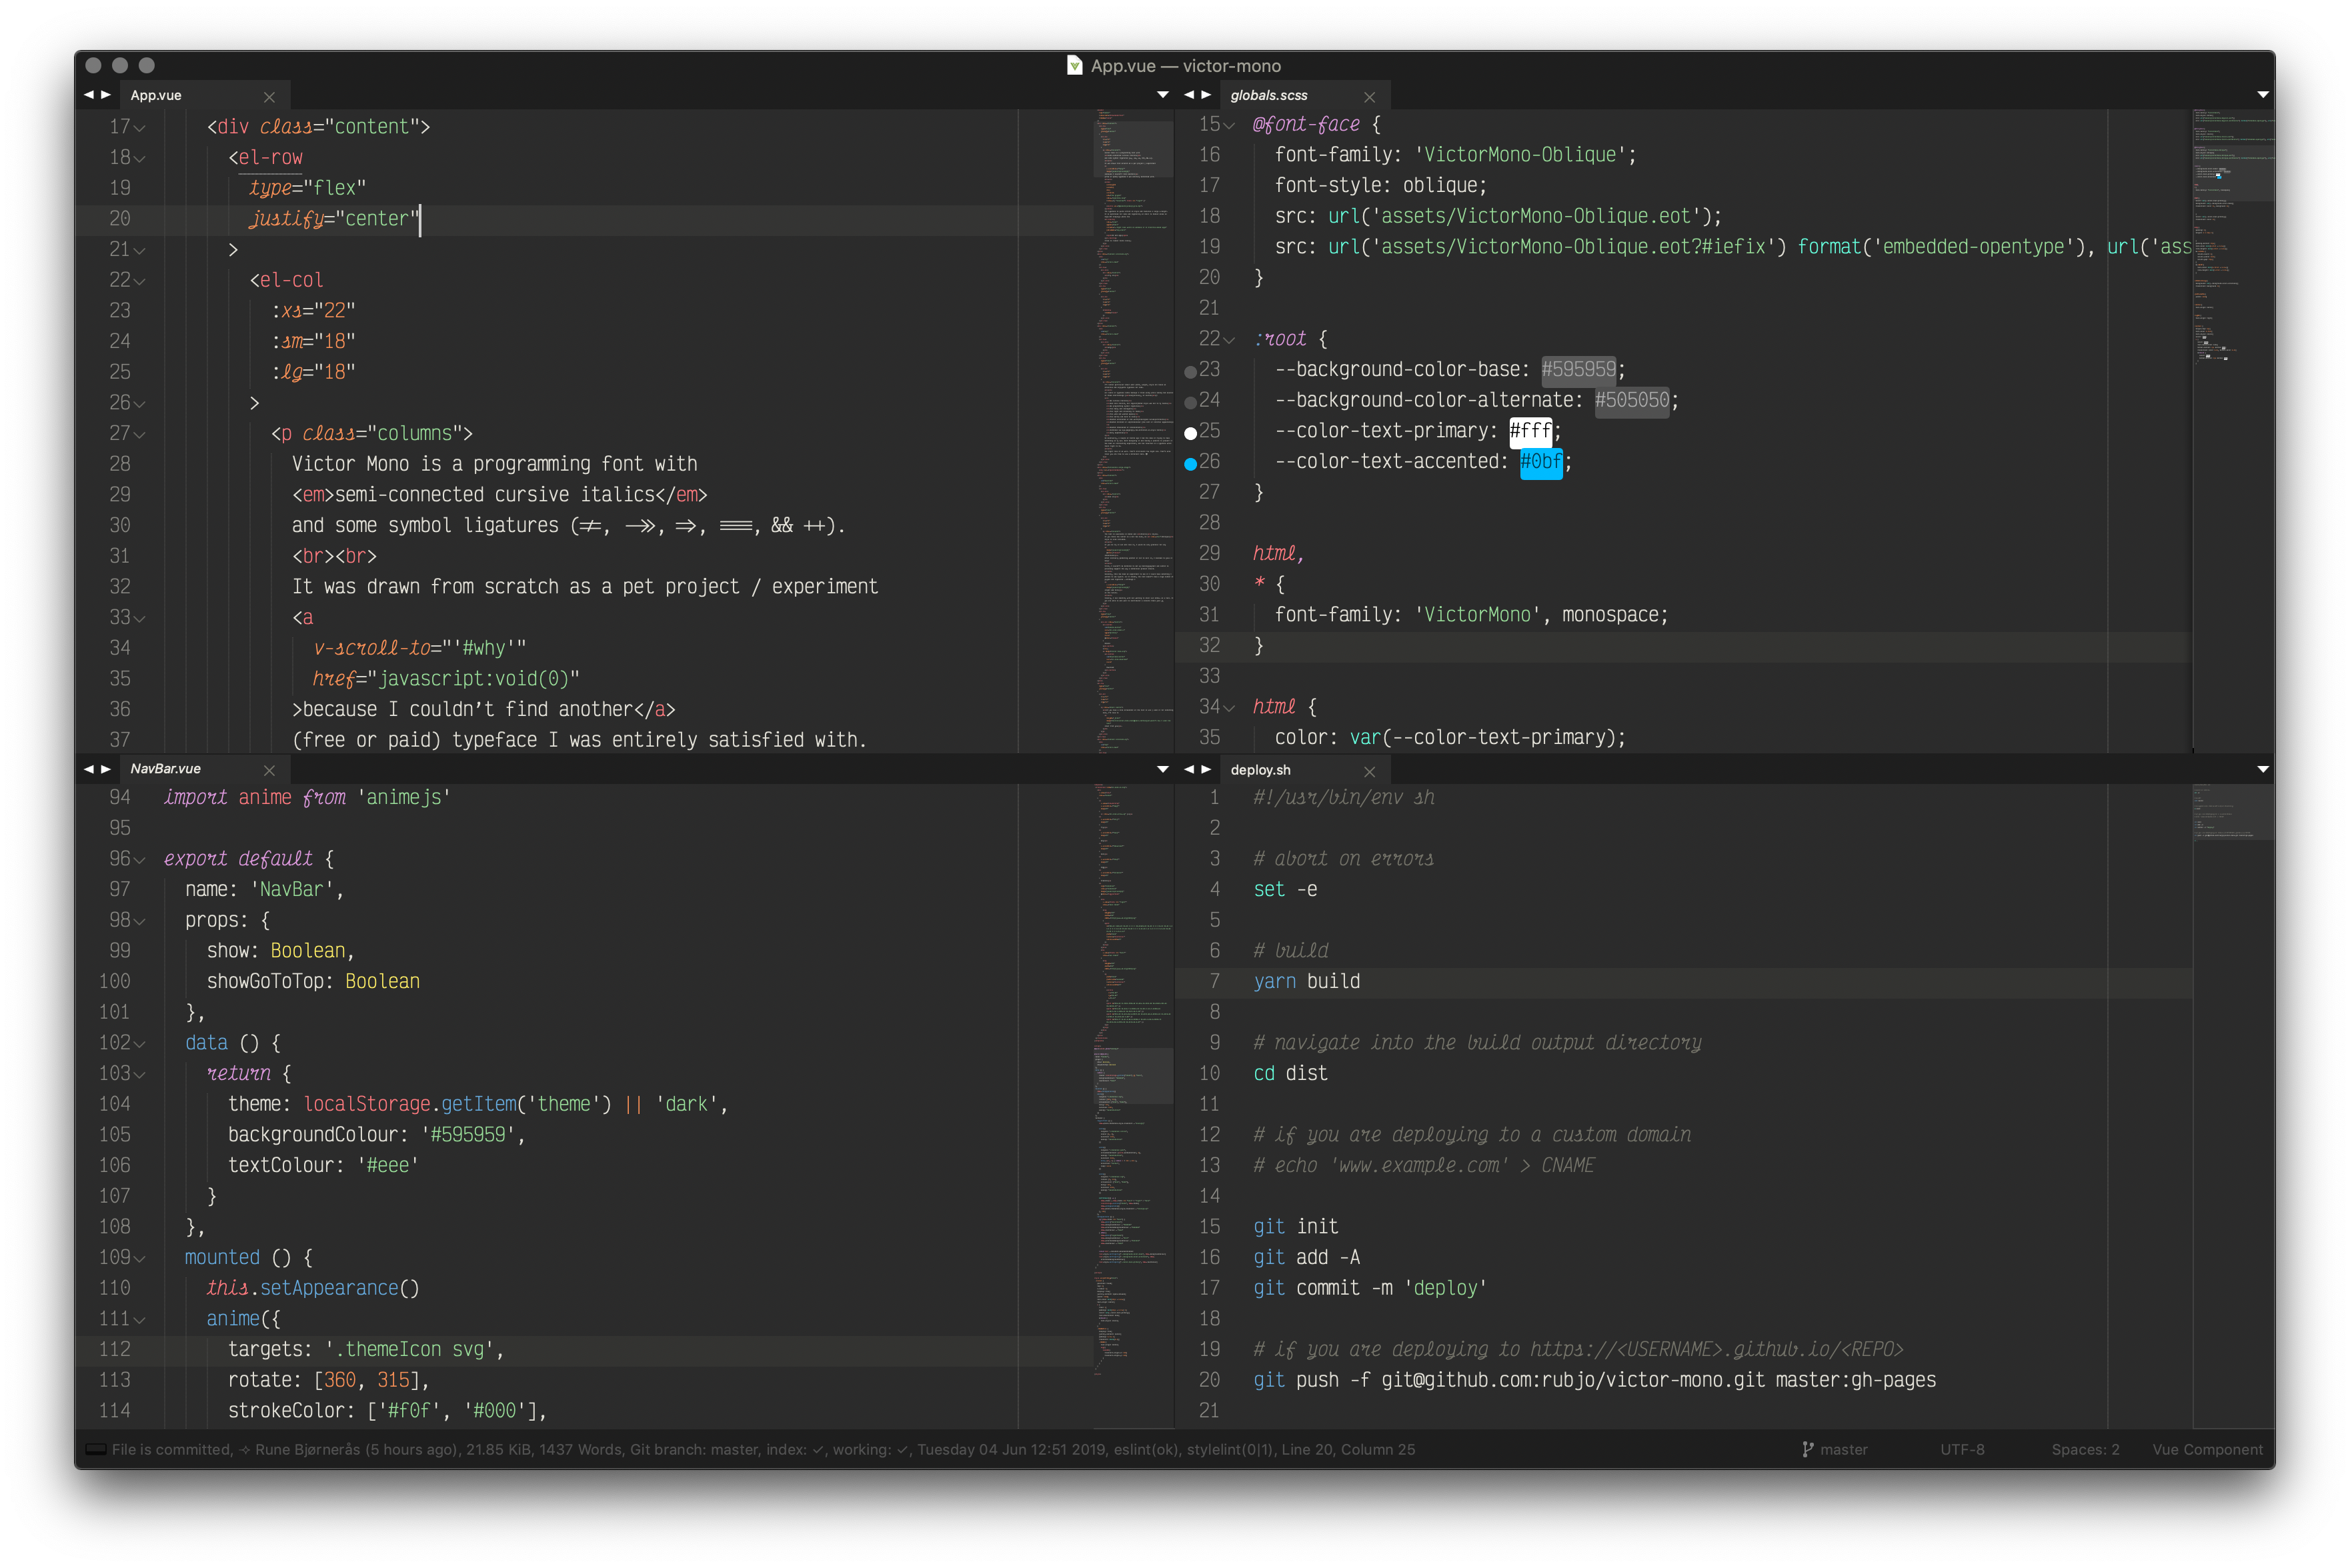 App.vue — victor-mono
App.vue
17 <div class="content">
18 <el-row
19 type="flex"
20 justify="center"
21 >
22 <el-col
23 :xs="22"
24 :sm="18"
25 :lg="18"
26 >
27 <p class="columns">
28 Victor Mono is a programming font with
29 <em>semi-connected cursive italics</em>
30 and some symbol ligatures (!=, ->>, =>, ===, && ++).
31 <br><br>
32 It was drawn from scratch as a pet project / experiment
33 <a
34 v-scroll-to="'#why'"
35 href="javascript:void(0)"
36 >because I couldn’t find another</a>
37 (free or paid) typeface I was entirely satisfied with.
globals.scss
15 @font-face {
16 font-family: 'VictorMono-Oblique';
17 font-style: oblique;
18 src: url('assets/VictorMono-Oblique.eot');
19 src: url('assets/VictorMono-Oblique.eot?#iefix') format('embedded-opentype'), url('ass
20 }
21
22 :root {
23 --background-color-base: #595959;
24 --background-color-alternate: #505050;
25 --color-text-primary: #fff;
26 --color-text-accented: #0bf;
27 }
28
29 html,
30 * {
31 font-family: 'VictorMono', monospace;
32 }
33
34 html {
35 color: var(--color-text-primary);
NavBar.vue
94 import anime from 'animejs'
95
96 export default {
97 name: 'NavBar',
98 props: {
99 show: Boolean,
100 showGoToTop: Boolean
101 },
102 data () {
103 return {
104 theme: localStorage.getItem('theme') || 'dark',
105 backgroundColour: '#595959',
106 textColour: '#eee'
107 }
108 },
109 mounted () {
110 this.setAppearance()
111 anime({
112 targets: '.themeIcon svg',
113 rotate: [360, 315],
114 strokeColor: ['#f0f', '#000'],
deploy.sh
1 #!/usr/bin/env sh
2
3 # abort on errors
4 set -e
5
6 # build
7 yarn build
8
9 # navigate into the build output directory
10 cd dist
11
12 # if you are deploying to a custom domain
13 # echo 'www.example.com' > CNAME
14
15 git init
16 git add -A
17 git commit -m 'deploy'
18
19 # if you are deploying to https://<USERNAME>.github.io/<REPO>
20 git push -f git@github.com:rubjo/victor-mono.git master:gh-pages
21
File is committed, ✧ Rune Bjørnerås (5 hours ago), 21.85 KiB, 1437 Words, Git branch: master, index: ✓, working: ✓, Tuesday 04 Jun 12:51 2019, eslint(ok), stylelint(0|1), Line 20, Column 25
master UTF-8 Spaces: 2 Vue Component